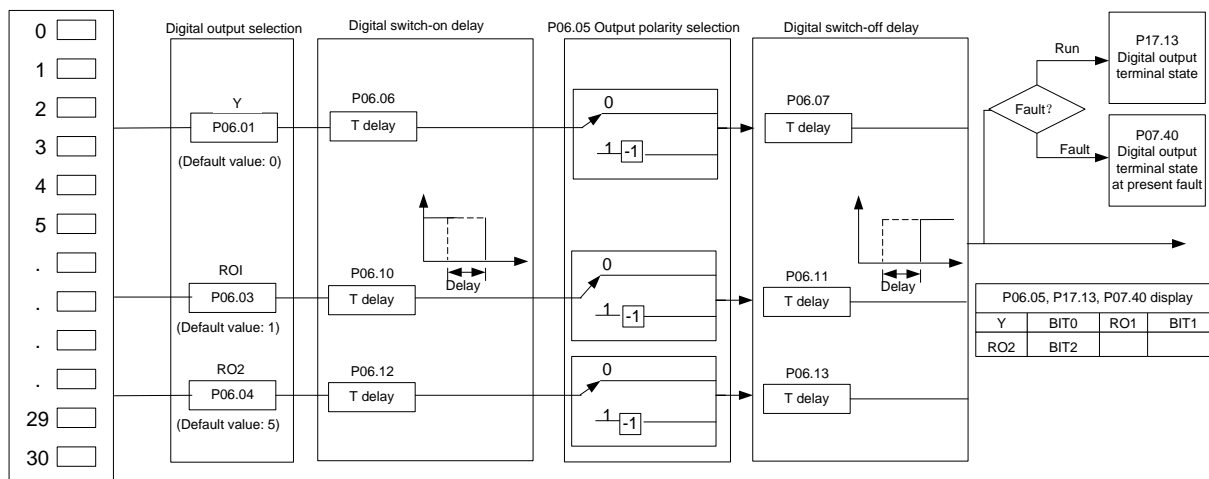 0
1
2
3
4
5
.
.
.
.
29
30
Digital output selection
Y
P06.01
(Default value: 0)
ROI
P06.03
(Default value: 1)
RO2
P06.04
(Default value: 5)
Digital switch-on delay
P06.06
T delay
Delay
P06.10
T delay
P06.12
T delay
P06.05 Output polarity selection
0
1 -1
0
1 -1
0
1 -1
Digital switch-off delay
P06.07
T delay
Delay
P06.11
T delay
P06.13
T delay
Fault?
Run
Fault
P17.13
Digital output
terminal state
P07.40
Digital output
terminal state
at present fault
P06.05, P17.13, P07.40 display
Y BIT0 RO1 BIT1
RO2 BIT2